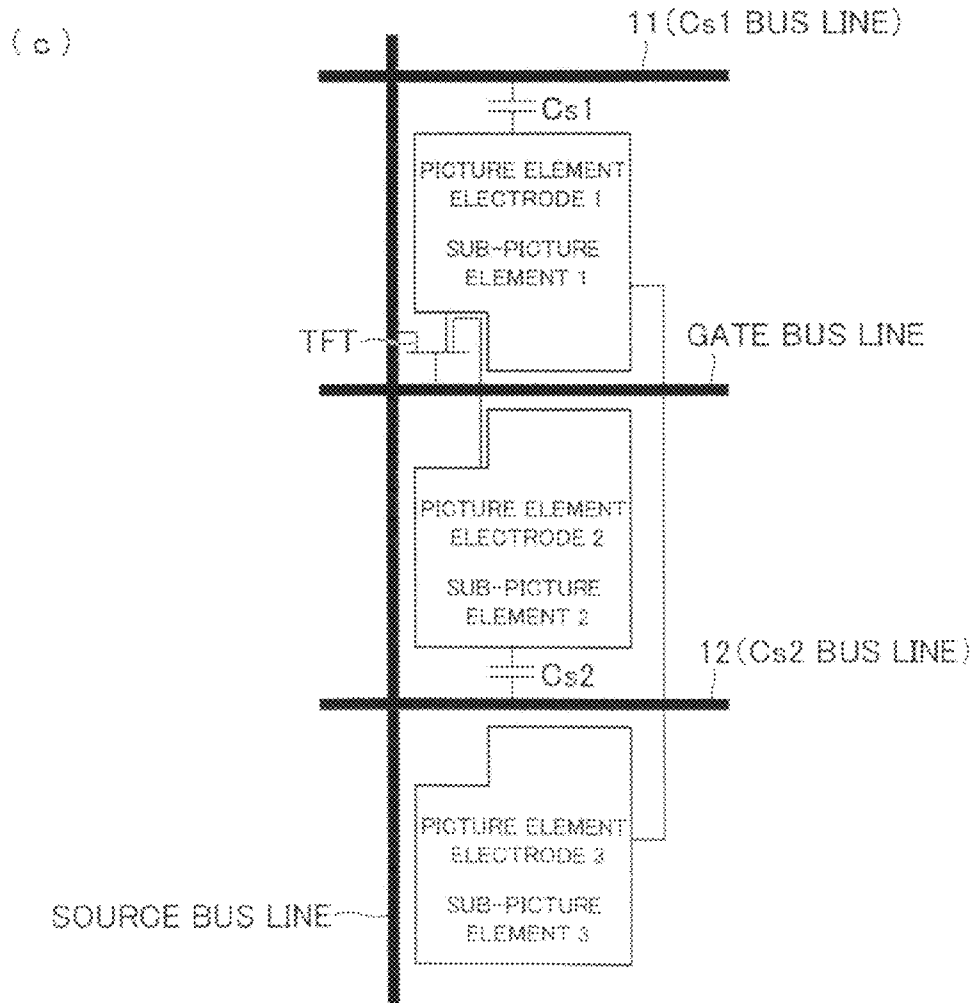 (c)
11(Cs1 BUS LINE)
Cs1
PICTURE ELEMENT
ELECTRODE 1
SUB-PICTURE
ELEMENT 1
TFT
GATE BUS LINE
PICTURE ELEMENT
ELECTRODE 2
SUB-PICTURE
ELEMENT 2
Cs2
12(Cs2 BUS LINE)
PICTURE ELEMENT
ELECTRODE 3
SUB-PICTURE
ELEMENT 3
SOURCE BUS LINE